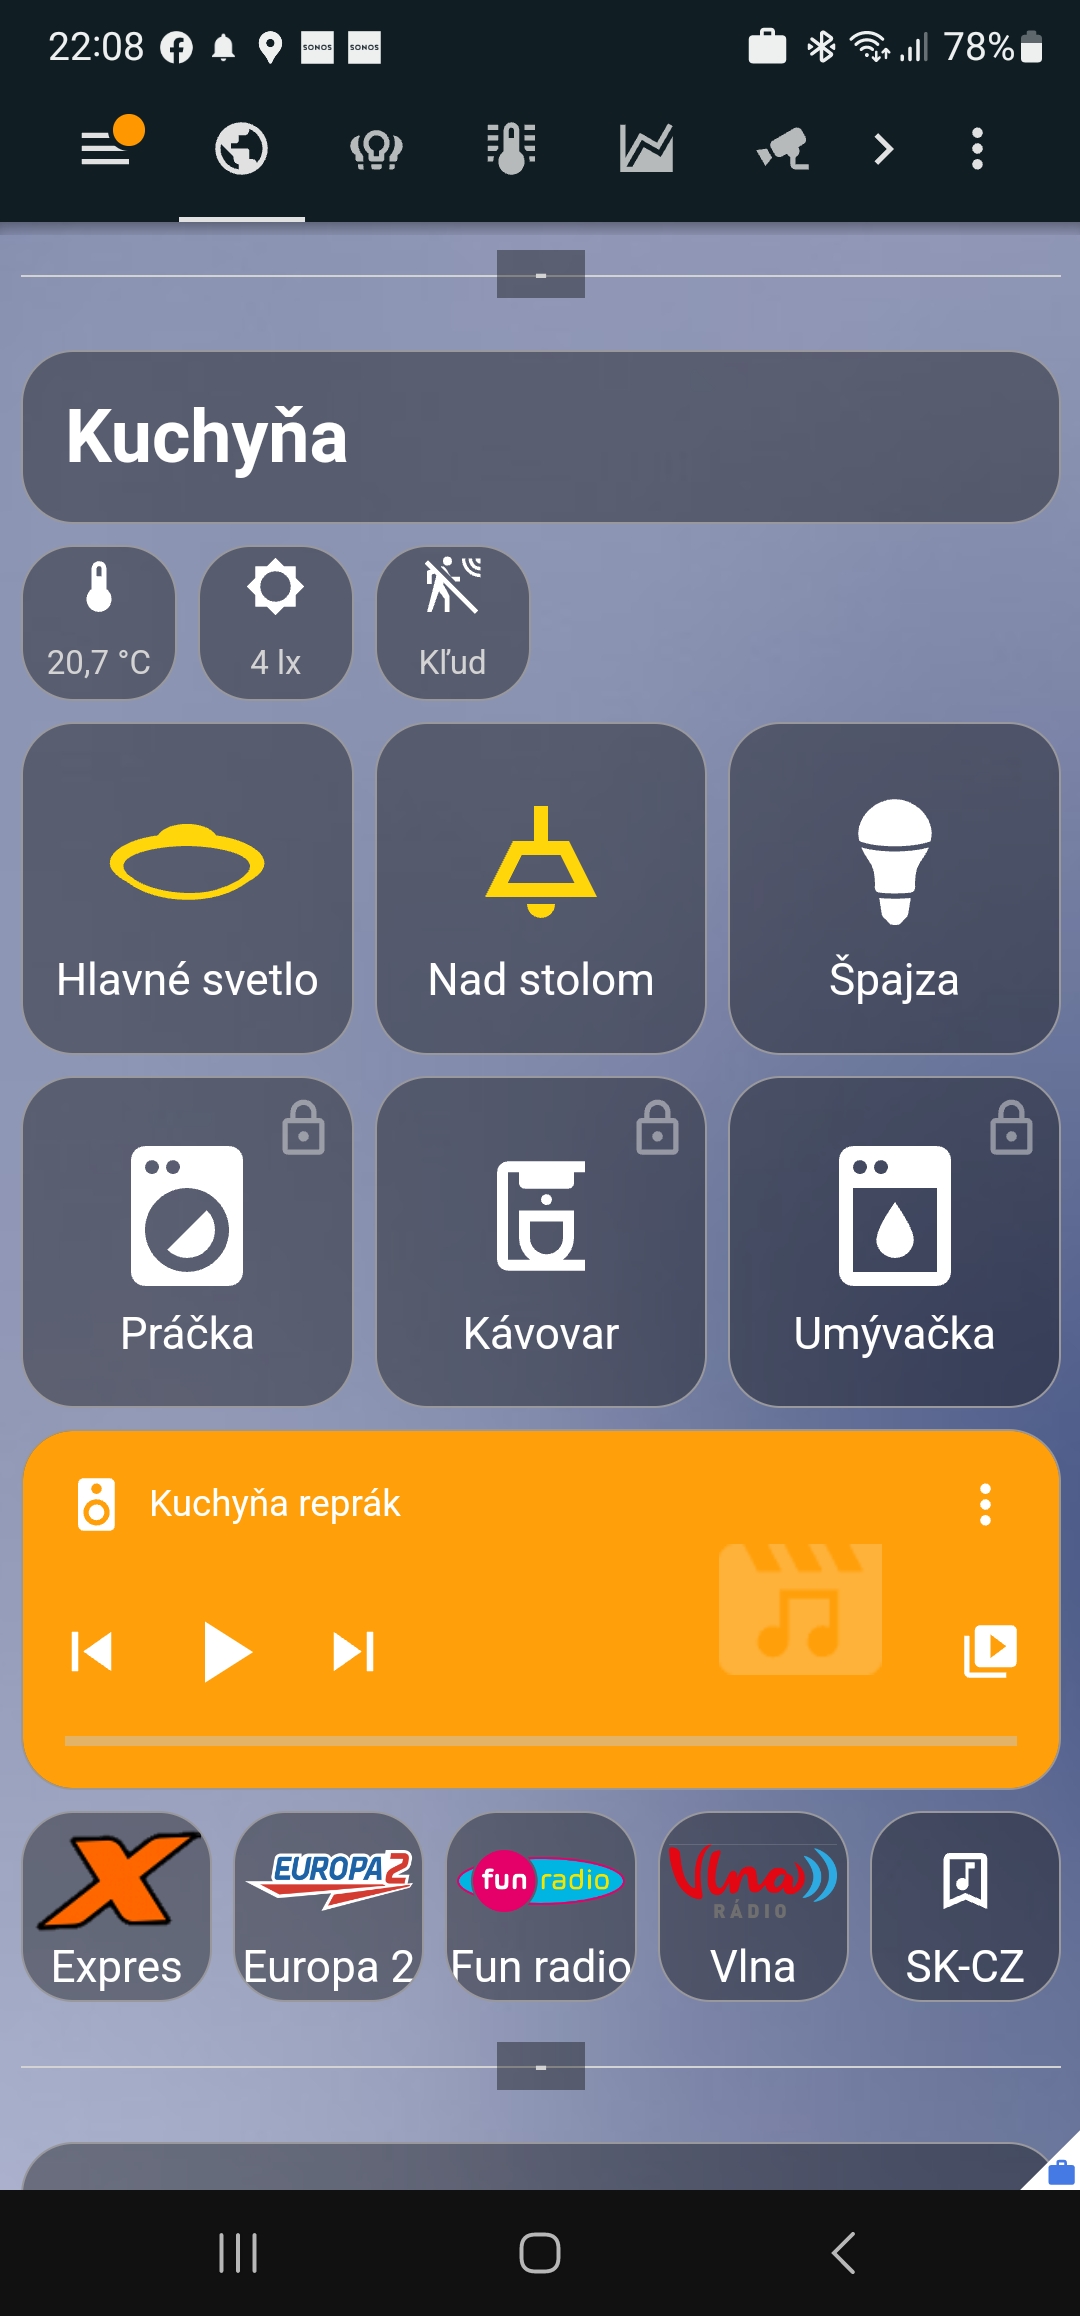 22:08 SONOS SONOS 78%
-
Kuchyňa
20,7 °C 4 lx Kľud
Hlavné svetlo Nad stolom Špajza
Práčka Kávovar Umývačka
Kuchyňa reprák
EUROPA 2 fun radio Vlna
RÁDIO
Expres Europa 2 Fun radio Vlna SK-CZ
-